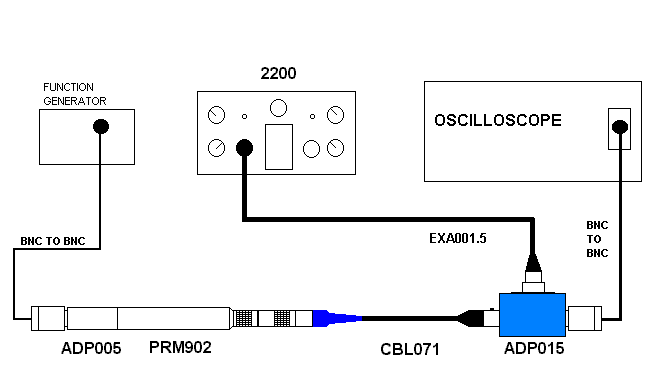 FUNCTION
GENERATOR
2200
OSCILLOSCOPE
BNC TO BNC
EXA001.5
BNC
TO
BNC
ADP005
PRM902
CBL071
ADP015